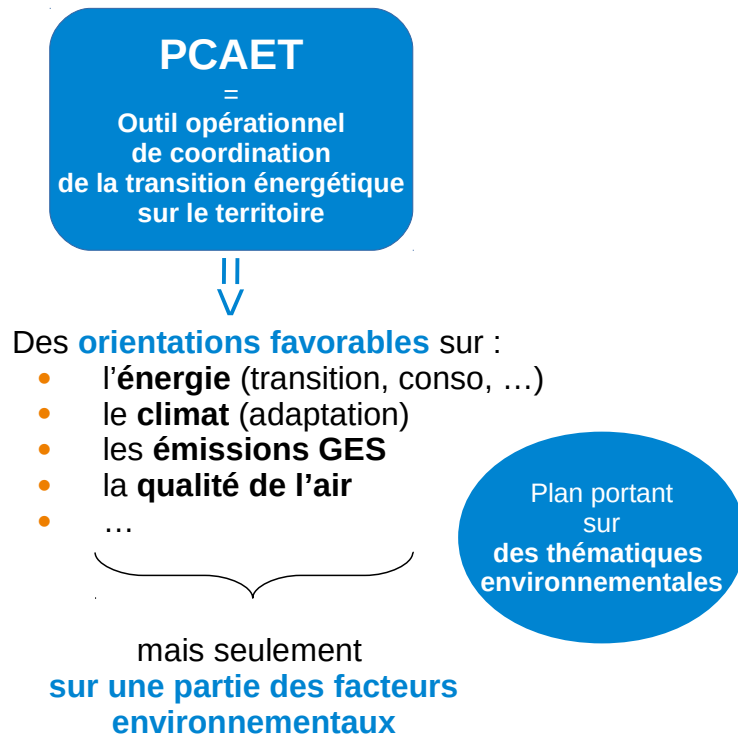 PCAET
=
Outil opérationnel
de coordination
de la transition énergétique
sur le territoire
=>
Des orientations favorables sur :
• l’énergie (transition, conso, …)
• le climat (adaptation)
• les émissions GES
• la qualité de l’air
• …
Plan portant
sur
des thématiques
environnementales
mais seulement
sur une partie des facteurs
environnementaux